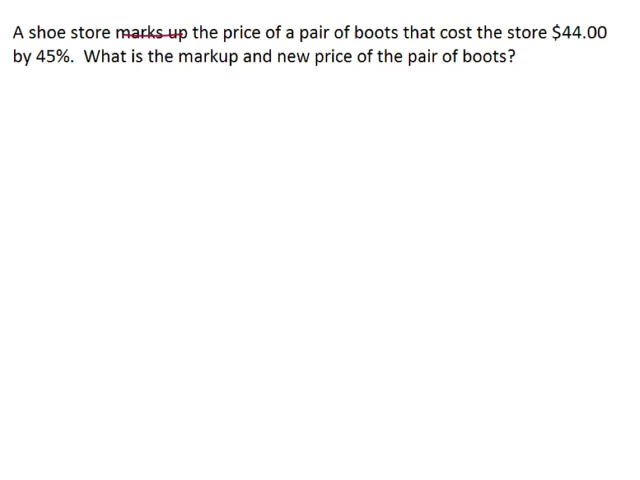 A shoe store marks up the price of a pair of boots that cost the store $44.00
by 45%.  What is the markup and new price of the pair of boots?